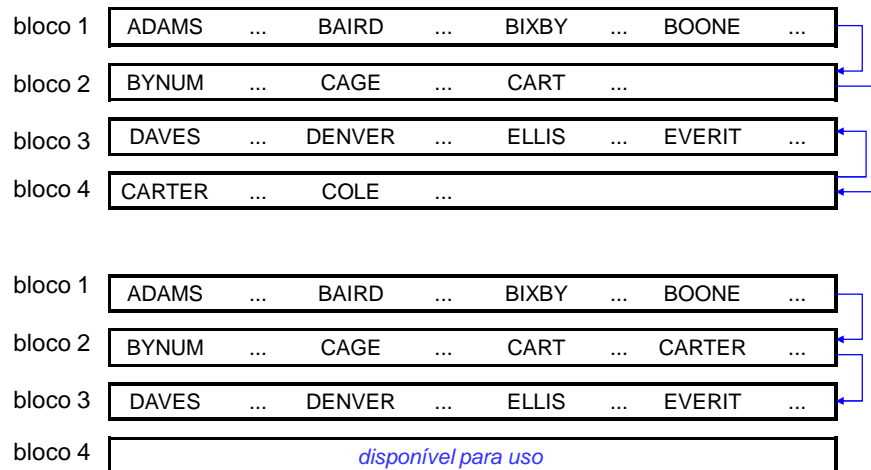 bloco 1 ADAMS ... BAIRD ... BIXBY ... BOONE ...
bloco 2 BYNUM ... CAGE ... CART ...
bloco 3 DAVES ... DENVER ... ELLIS ... EVERIT ...
bloco 4 CARTER ... COLE ...
bloco 1 ADAMS ... BAIRD ... BIXBY ... BOONE ...
bloco 2 BYNUM ... CAGE ... CART ... CARTER ...
bloco 3 DAVES ... DENVER ... ELLIS ... EVERIT ...
bloco 4 disponível para uso